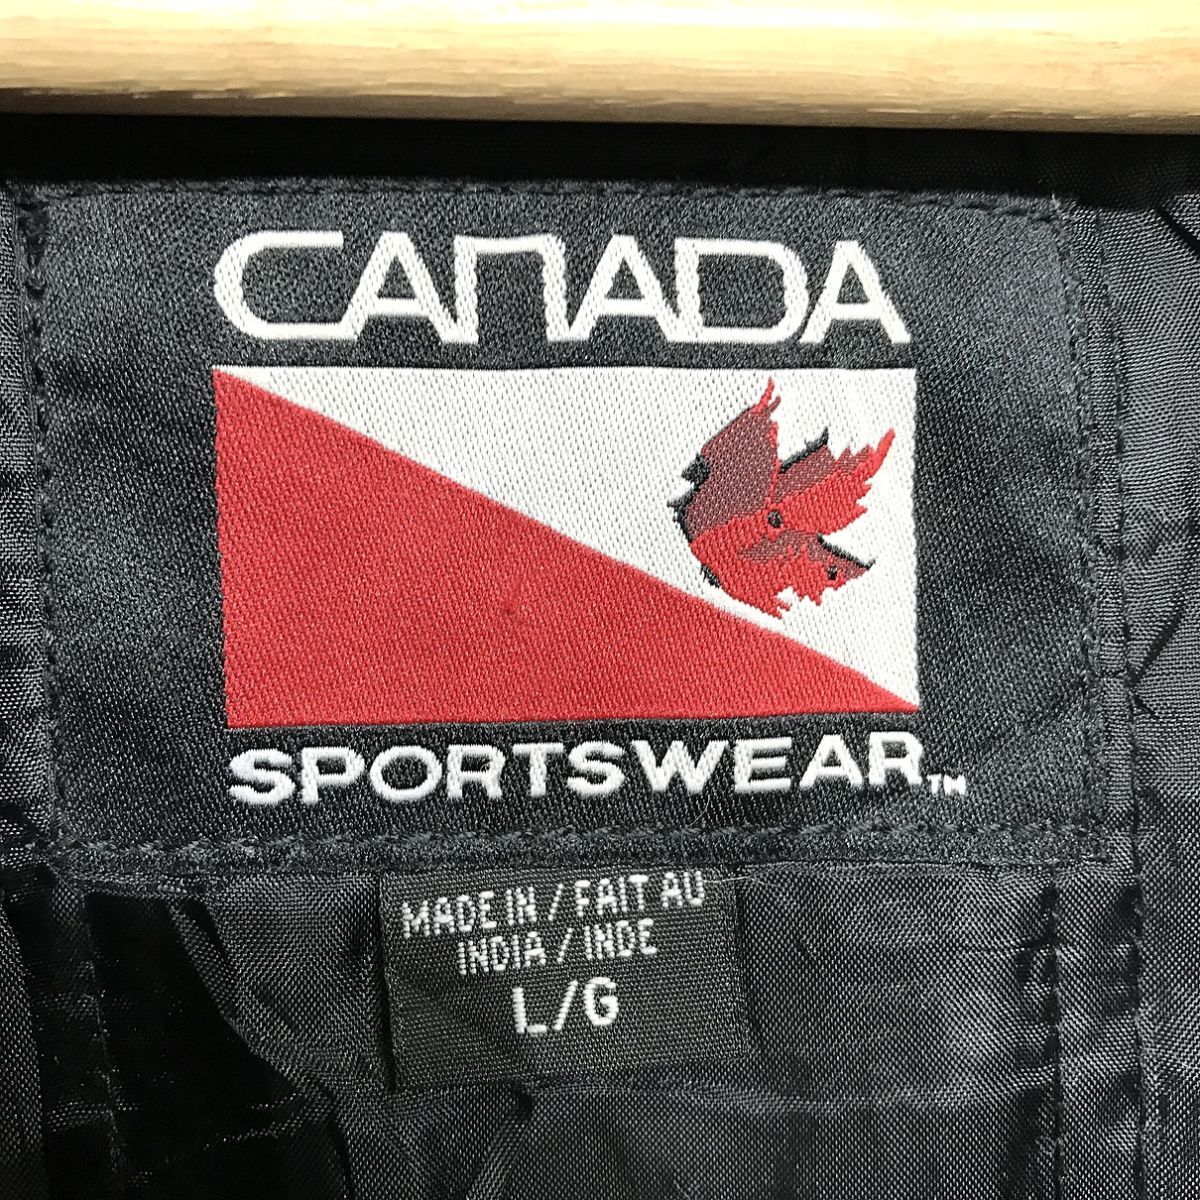 CANADA
SPORTSWEAR™
MADE IN / FAIT AU
INDIA / INDE
L/G